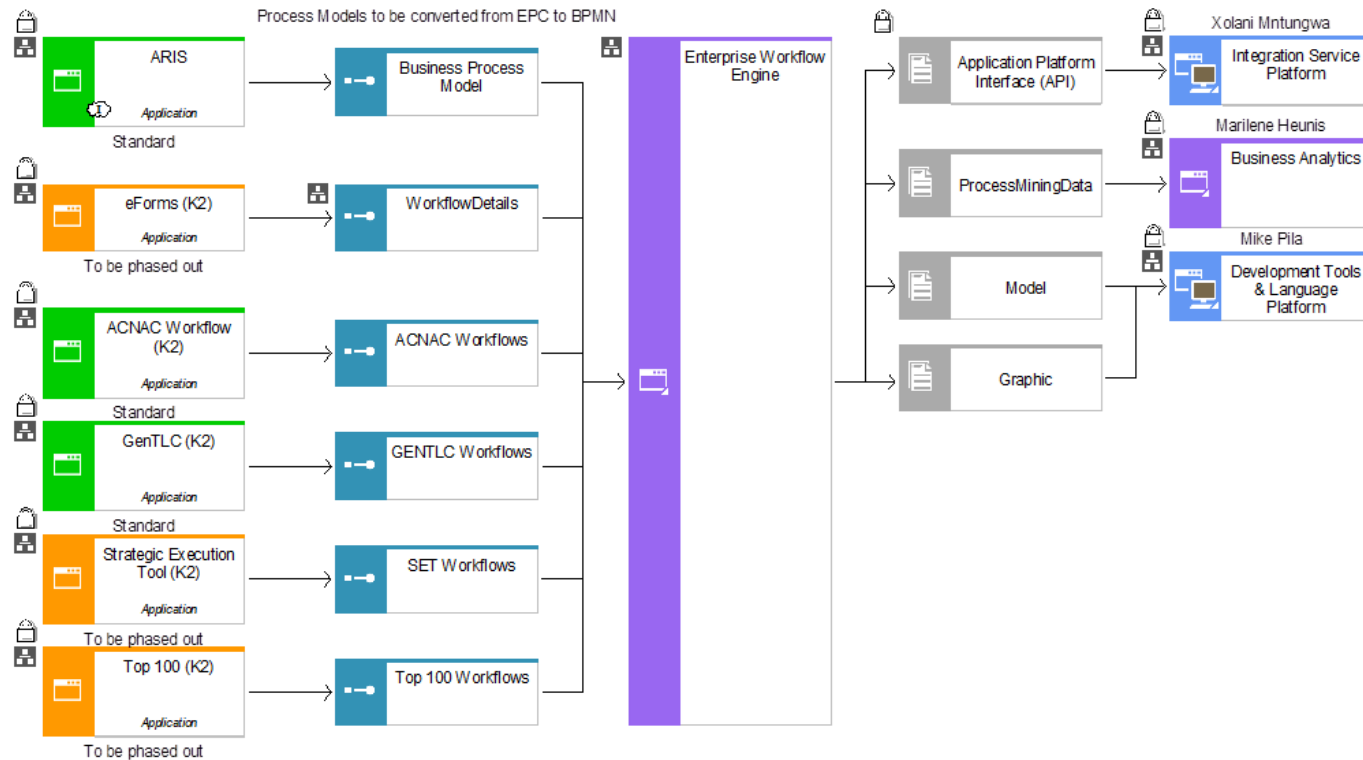 Process Models to be converted from EPC to BPMN
ARIS
Application
Standard
Business Process
Model
eForms (K2)
Application
To be phased out
WorkflowDetails
ACNAC Workflow
(K2)
Application
Standard
ACNAC Workflows
GenTLC (K2)
Application
Standard
GENTLC Workflows
Strategic Execution
Tool (K2)
Application
To be phased out
SET Workflows
Top 100 (K2)
Application
To be phased out
Top 100 Workflows
Enterprise Workflow
Engine
Application Platform
Interface (API)
ProcessMiningData
Model
Graphic
Xolani Mntungwa
Integration Service
Platform
Marilene Heunis
Business Analytics
Mike Pila
Development Tools
& Language
Platform